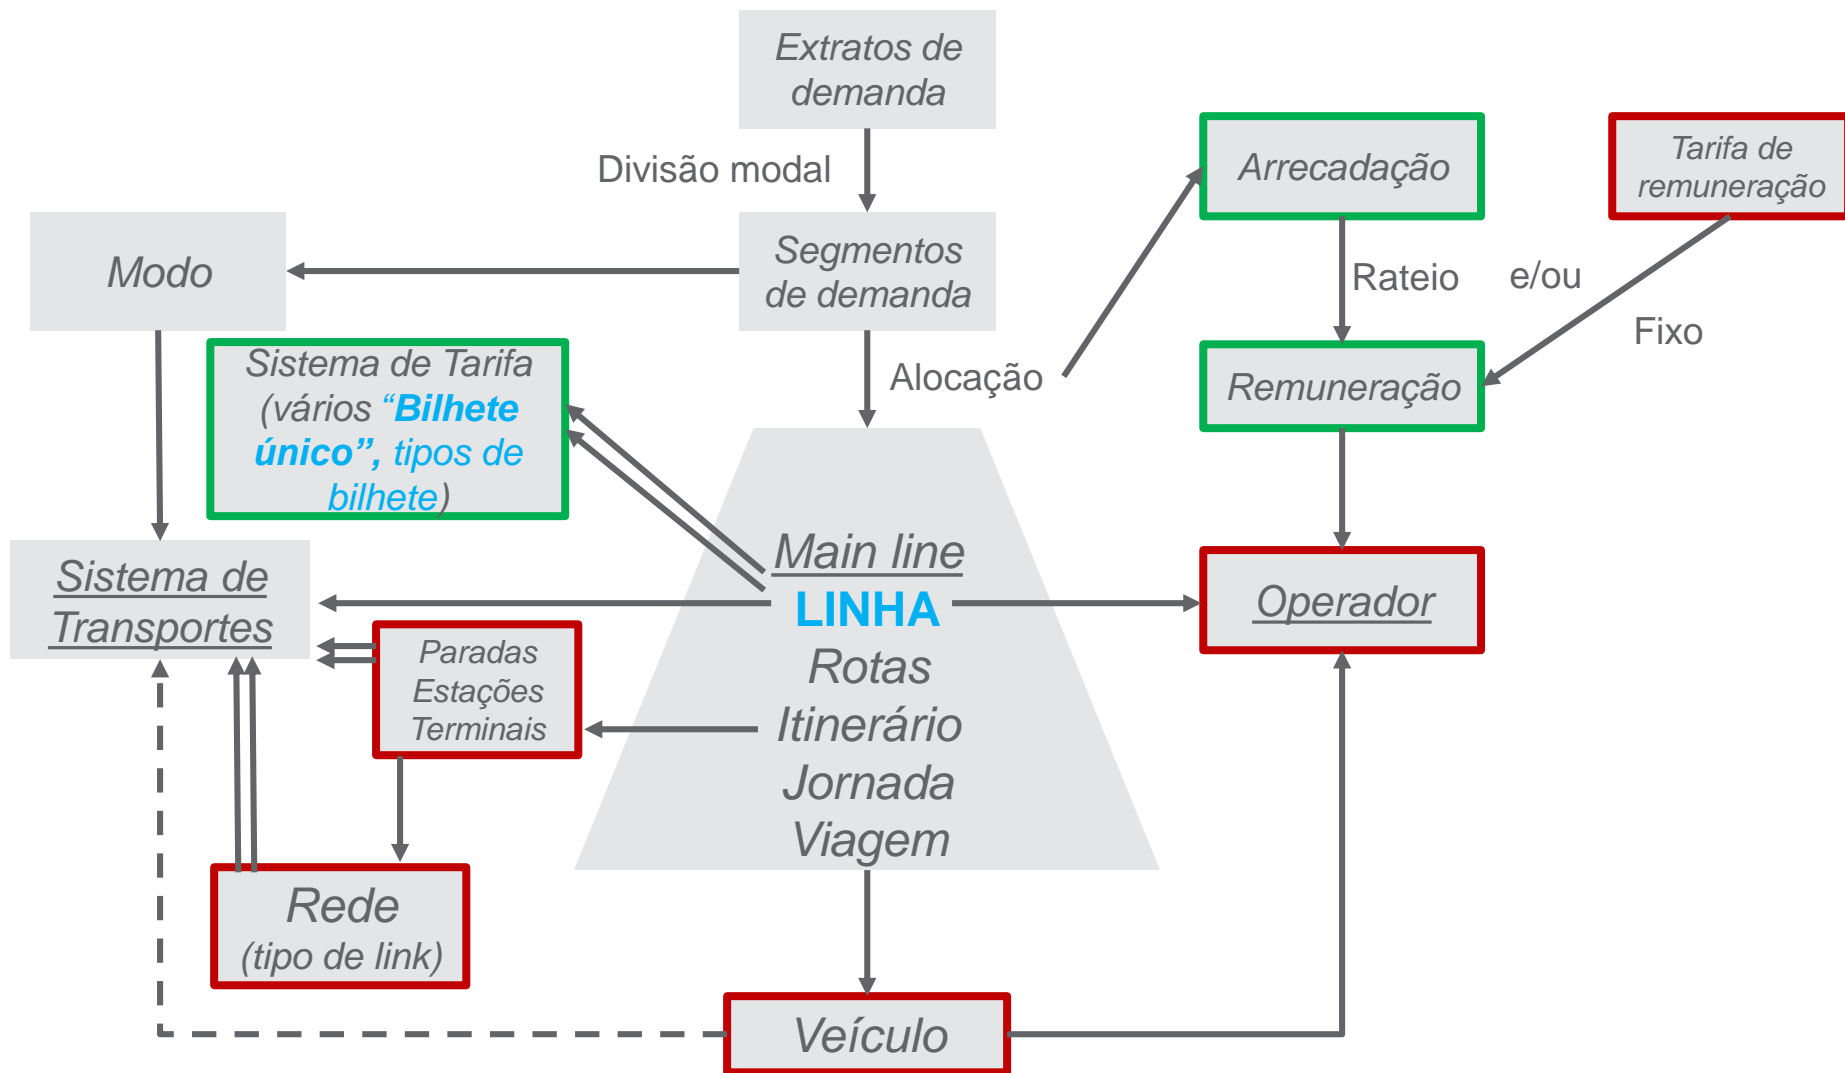 Extratos de
demanda
Divisão modal
Arrecadação
Tarifa de
remuneração
Modo
Segmentos
de demanda
Rateio
e/ou
Fixo
Sistema de Tarifa
(vários “Bilhete
único”, tipos de
bilhete)
Alocação
Remuneração
Sistema de
Transportes
Main line
LINHA
Rotas
Itinerário
Jornada
Viagem
Operador
Paradas
Estações
Terminais
Rede
(tipo de link)
Veículo